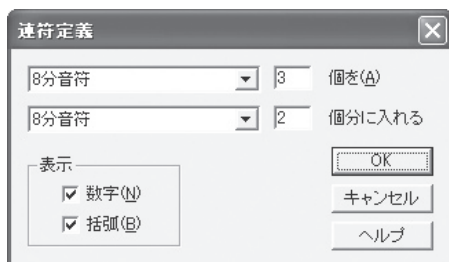 連符定義
8分音符 3 個を(A)
8分音符 2 個分に入れる
表示
数字(N)
括弧(B)
OK
キャンセル
ヘルプ